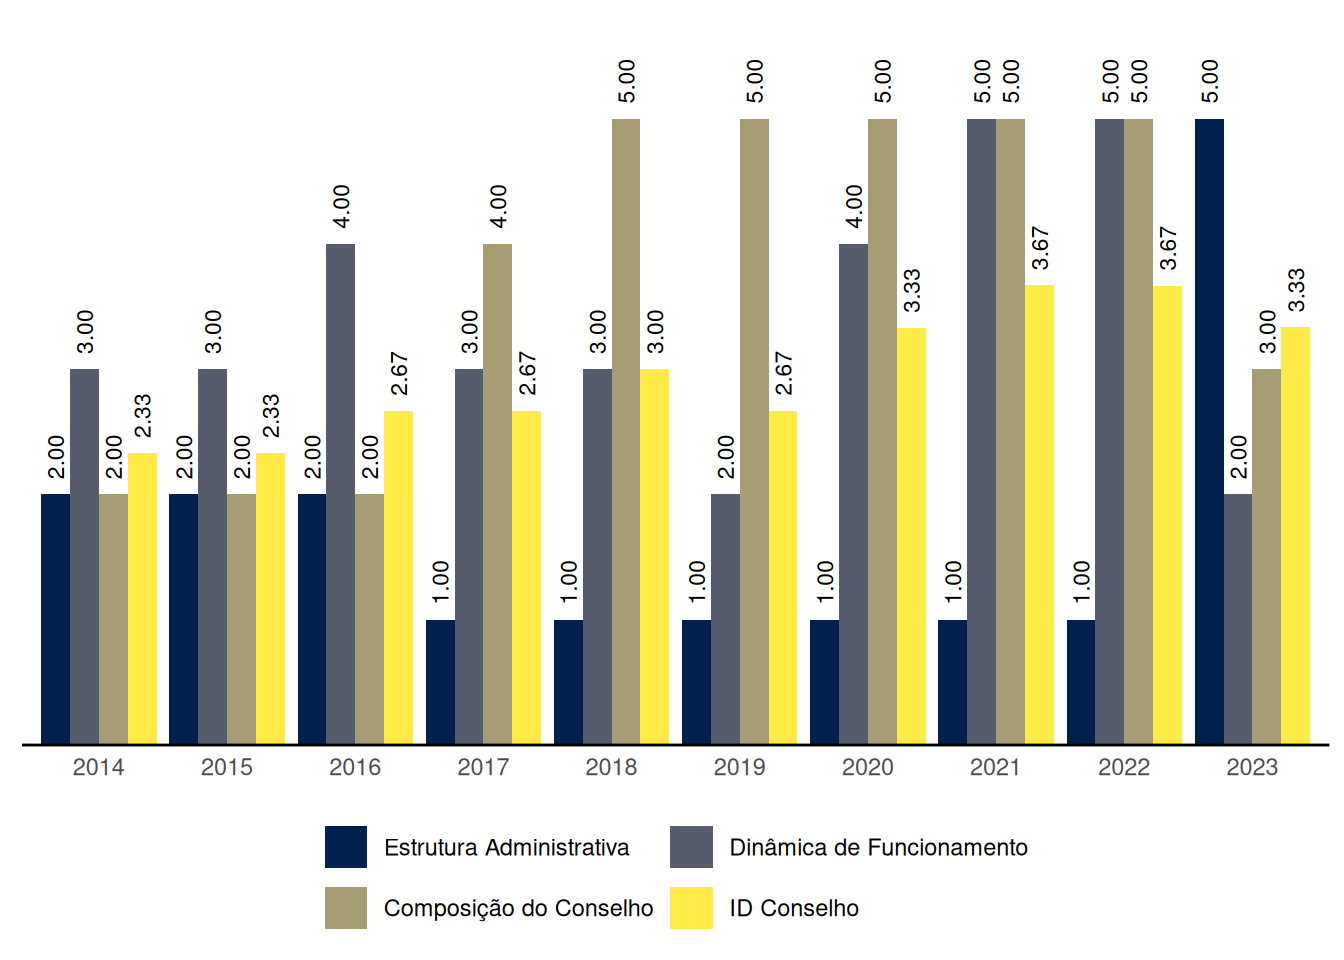 2.00 3.00 2.00 2.33 2.00 3.00 2.00 2.33 2.00 4.00 2.00 2.67 1.00 3.00 4.00 2.67 1.00 3.00 5.00 3.00 1.00 2.00 5.00 2.67 1.00 4.00 5.00 3.33 1.00 5.00 5.00 3.67 1.00 5.00 5.00 3.67 5.00 2.00 3.00 3.33
2014 2015 2016 2017 2018 2019 2020 2021 2022 2023
Estrutura Administrativa Dinâmica de Funcionamento
Composição do Conselho ID Conselho